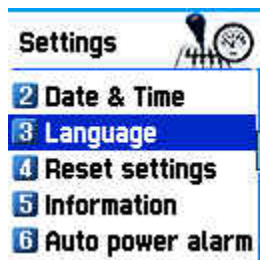 Settings
2 Date & Time
3 Language
4 Reset settings
5 Information
6 Auto power alarm